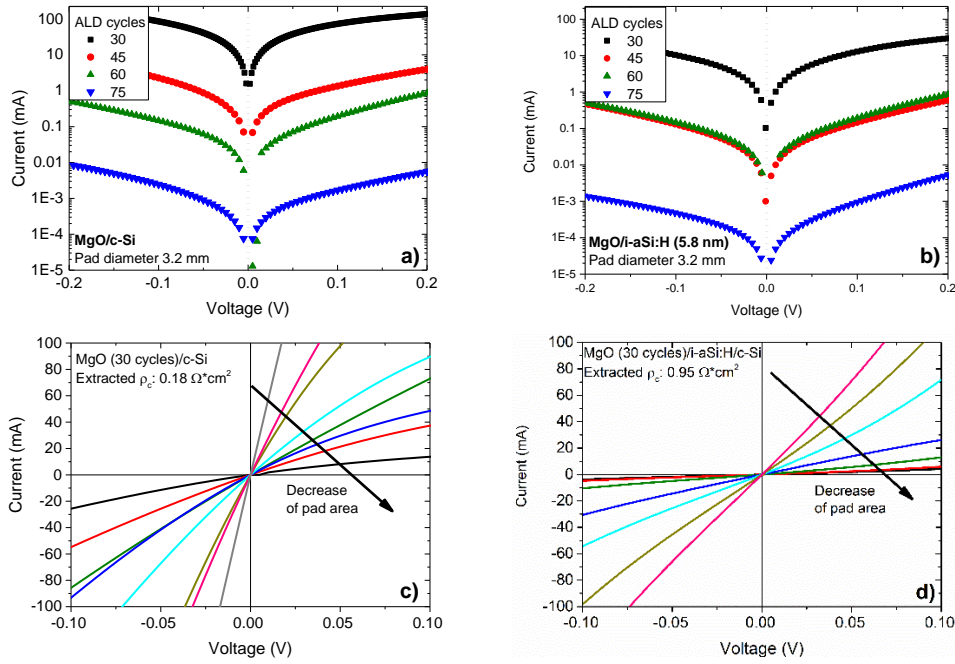 a)
ALD cycles
30
45
60
75
100
10
1
0.1
0.01
1E-3
1E-4
1E-5
Current (mA)
MgO/c-Si
Pad diameter 3.2 mm
-0.2 -0.1 0.0 0.1 0.2
Voltage (V)
b)
ALD cycles
30
45
60
75
100
10
1
0.1
0.01
1E-3
1E-4
1E-5
Current (mA)
MgO/i-aSi:H (5.8 nm)
Pad diameter 3.2 mm
-0.2 -0.1 0.0 0.1 0.2
Voltage (V)
MgO (30 cycles)/c-Si
Extracted ρc: 0.18 Ω*cm²
100
80
60
40
20
0
-20
-40
-60
-80
-100
Current (mA)
Decrease
of pad area
c)
-0.10 -0.05 0.00 0.05 0.10
Voltage (V)
MgO (30 cycles)/i-aSi:H/c-Si
Extracted ρc: 0.95 Ω*cm²
100
80
60
40
20
0
-20
-40
-60
-80
-100
Current (mA)
Decrease
of pad area
d)
-0.10 -0.05 0.00 0.05 0.10
Voltage (V)